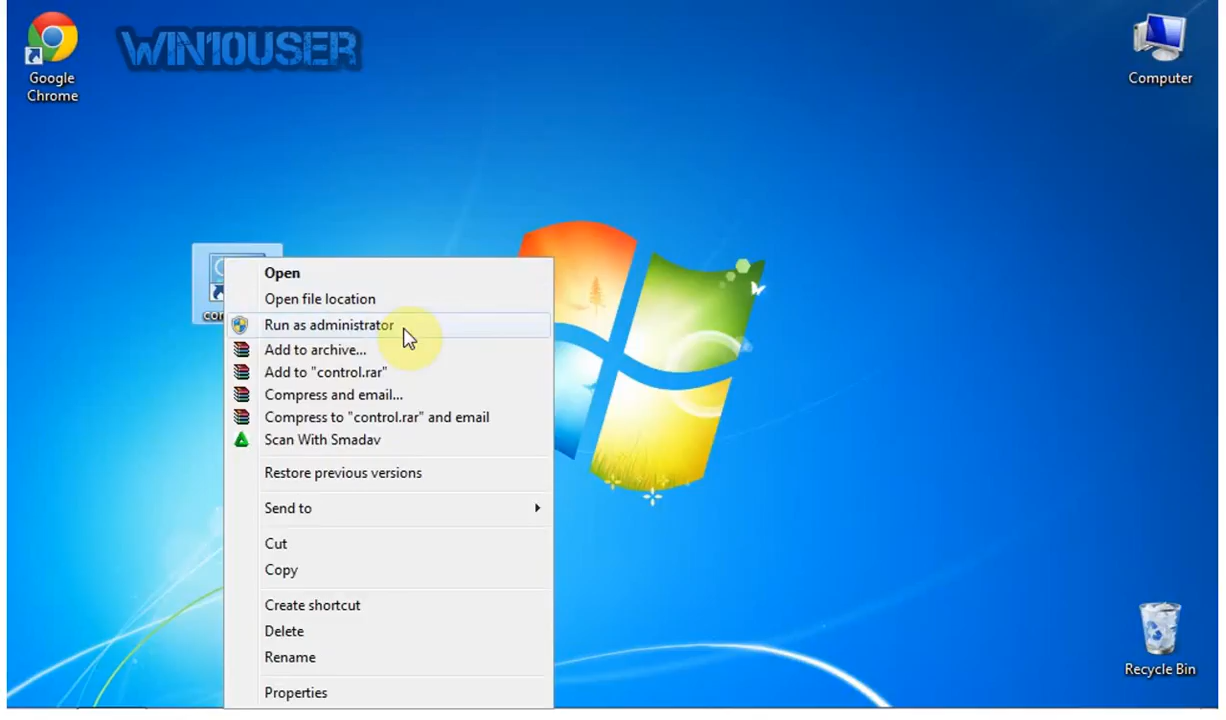 Google
Chrome
WIN10USER
Computer
Open
Open file location
Run as administrator
Add to archive...
Add to "control.rar"
Compress and email...
Compress to "control.rar" and email
Scan With Smadav
Restore previous versions
Send to
Cut
Copy
Create shortcut
Delete
Rename
Properties
Recycle Bin